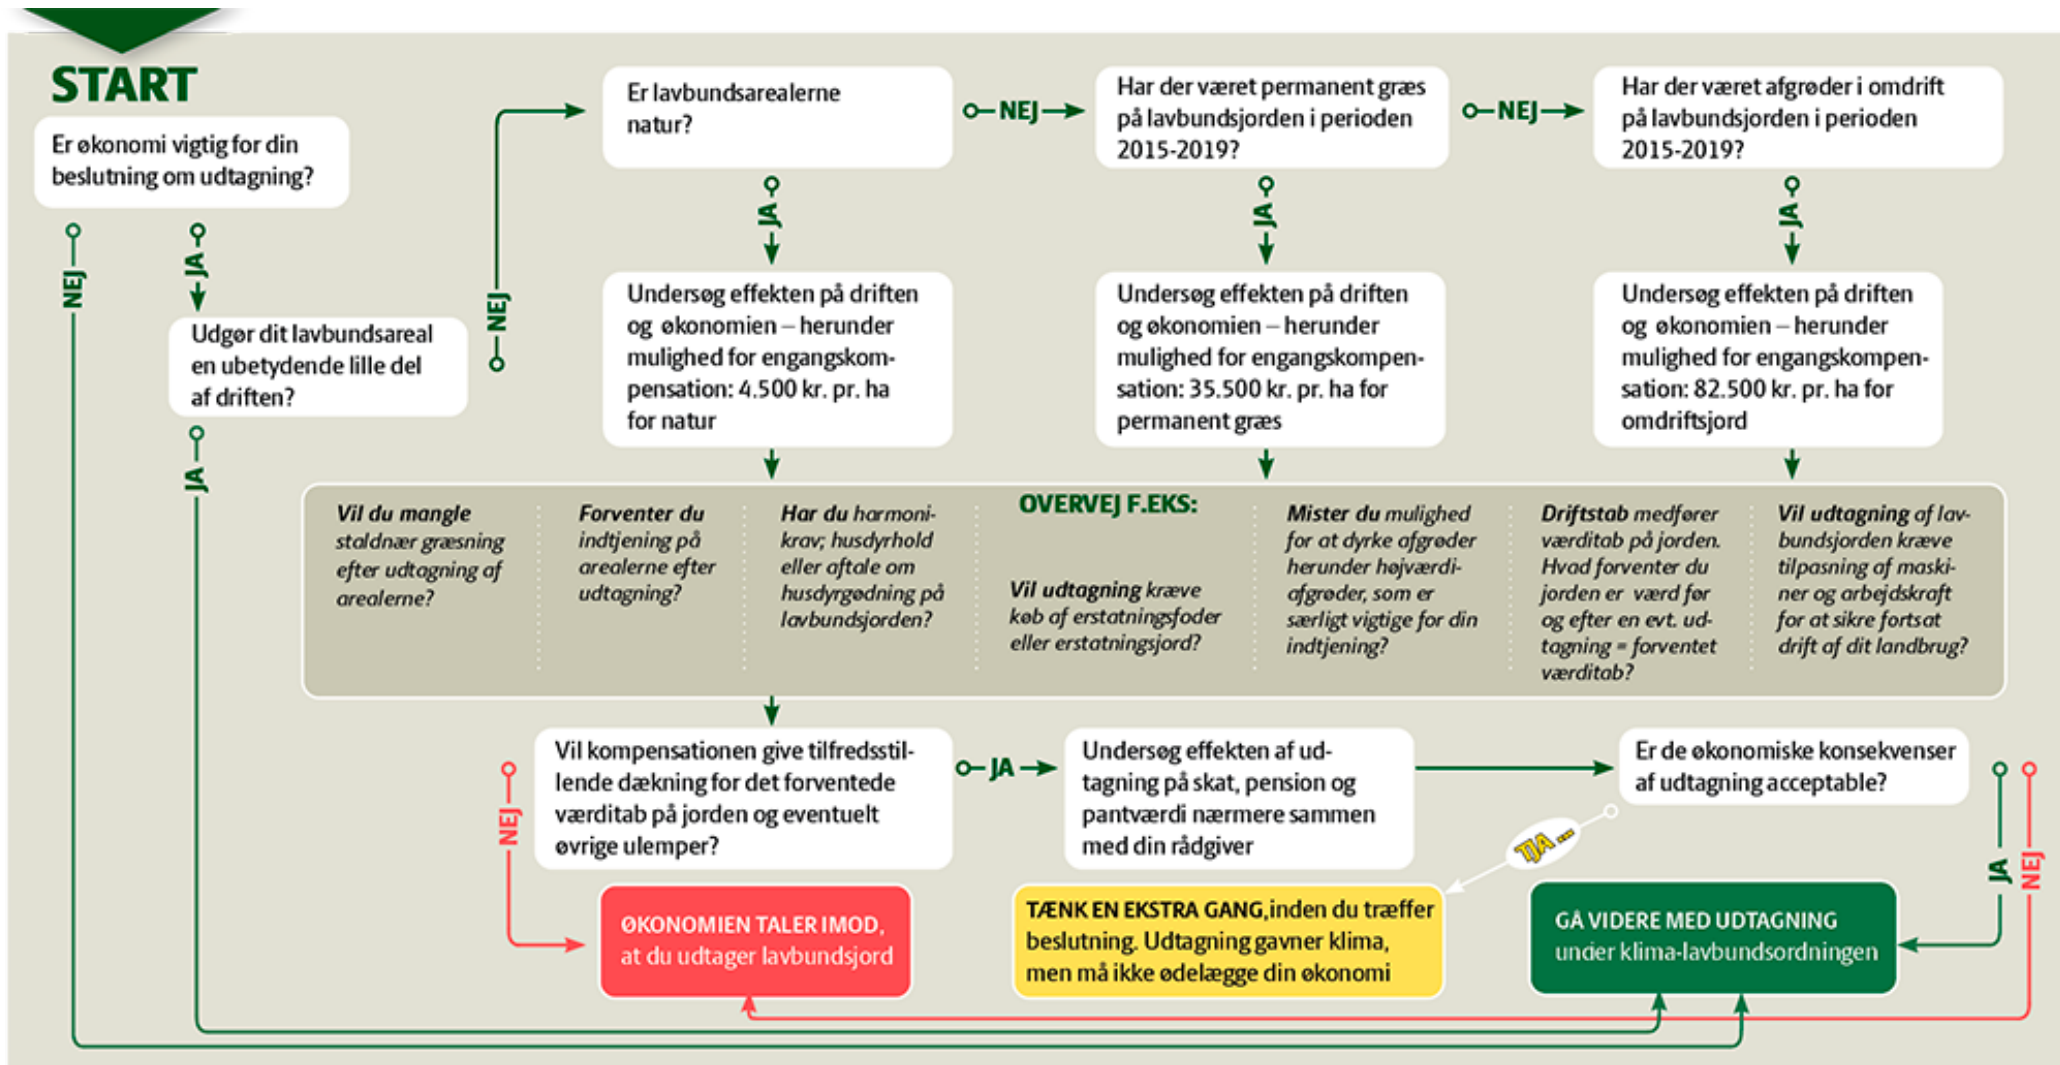 START
Er økonomi vigtig for din
beslutning om udtagning?
NEJ
JA
Udgør dit lavbundsareal
en ubetydende lille del
af driften?
JA
NEJ
Er lavbundsarealerne
natur?
NEJ
Har der været permanent græs
på lavbundsjorden i perioden
2015-2019?
NEJ
Har der været afgrøder i omdrift
på lavbundsjorden i perioden
2015-2019?
JA
JA
JA
Undersøg effekten på driften
og økonomien – herunder
mulighed for engangskom-
pensation: 4.500 kr. pr. ha
for natur
Undersøg effekten på driften
og økonomien – herunder
mulighed for engangskompen-
sation: 35.500 kr. pr. ha for
permanent græs
Undersøg effekten på driften
og økonomien – herunder
mulighed for engangskompen-
sation: 82.500 kr. pr. ha for
omdriftsjord
OVERVEJ F.EKS:
Vil du mangle
staldnær græsning
efter udtagning af
arealerne?
Forventer du
indtjening på
arealerne efter
udtagning?
Har du harmoni-
krav; husdyrhold
eller aftale om
husdyrgødning på
lavbundsjorden?
Vil udtagning kræve
køb af erstatningsfoder
eller erstatningsjord?
Mister du mulighed
for at dyrke afgrøder
herunder højværdi-
afgrøder, som er
særligt vigtige for din
indtjening?
Driftstab medfører
værditab på jorden.
Hvad forventer du
jorden er værd før
og efter en evt. ud-
tagning = forventet
værditab?
Vil udtagning af lav-
bundsjorden kræve
tilpasning af maski-
ner og arbejdskraft
for at sikre fortsat
drift af dit landbrug?
Vil kompensationen give tilfredsstil-
lende dækning for det forventede
værditab på jorden og eventuelt
øvrige ulemper?
NEJ
JA
Undersøg effekten af ud-
tagning på skat, pension og
pantværdi nærmere sammen
med din rådgiver
Er de økonomiske konsekvenser
af udtagning acceptable?
TJA ...
JA
NEJ
ØKONOMIEN TALER IMOD,
at du udtager lavbundsjord
TÆNK EN EKSTRA GANG, inden du træffer
beslutning. Udtagning gavner klima,
men må ikke ødelægge din økonomi
GÅ VIDERE MED UDTAGNING
under klima-lavbundsordningen